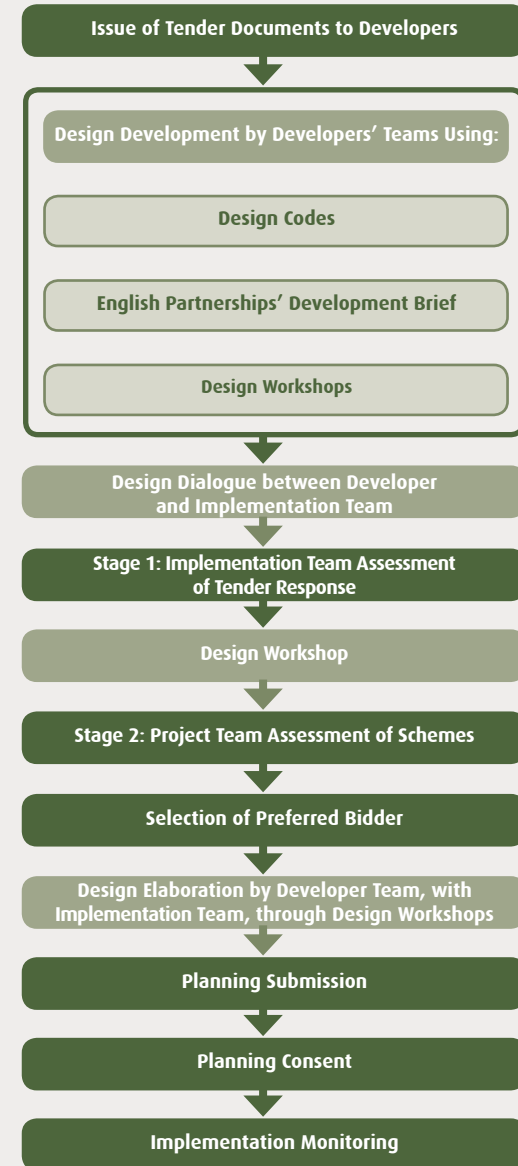 Issue of Tender Documents to Developers
Design Development by Developers’ Teams Using:
Design Codes
English Partnerships’ Development Brief
Design Workshops
Design Dialogue between Developer
and Implementation Team
Stage 1: Implementation Team Assessment
of Tender Response
Design Workshop
Stage 2: Project Team Assessment of Schemes
Selection of Preferred Bidder
Design Elaboration by Developer Team, with
Implementation Team, through Design Workshops
Planning Submission
Planning Consent
Implementation Monitoring